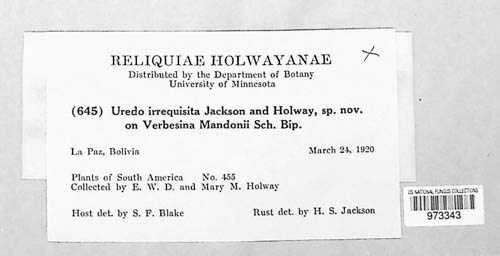 RELIQUIAE HOLWAYANAE
Distributed by the Department of Botany
University of Minnesota
(645) Uredo irrequisita Jackson and Holway, sp. nov.
on Verbesina Mandonii Sch. Bip.
La Paz, Bolivia March 24, 1920
Plants of South America No. 455
Collected by E. W. D. and Mary M. Holway
Host det. by S. F. Blake Rust det. by H. S. Jackson
US NATIONAL FUNGUS COLLECTIONS
973343